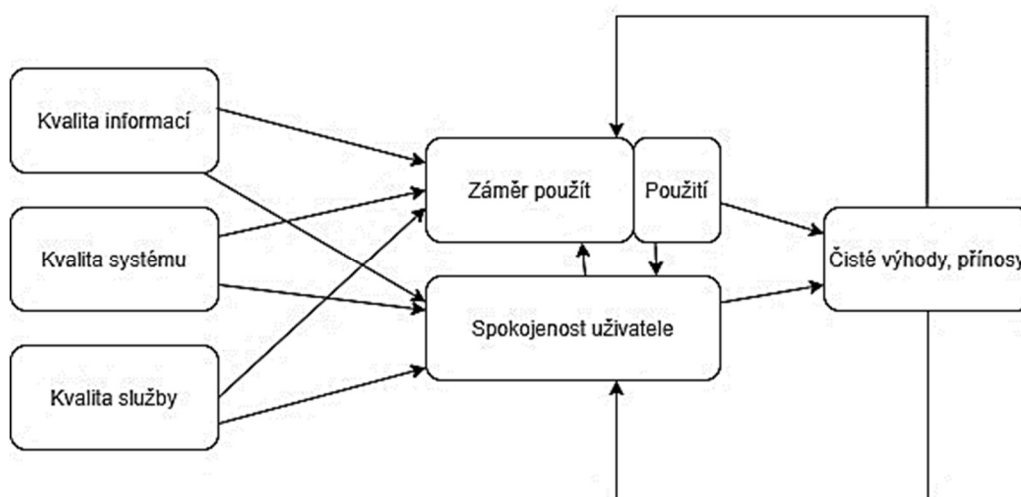 Kvalita informací
Záměr použít
Použití
Kvalita systému
Čisté výhody, přínosy
Spokojenost uživatele
Kvalita služby